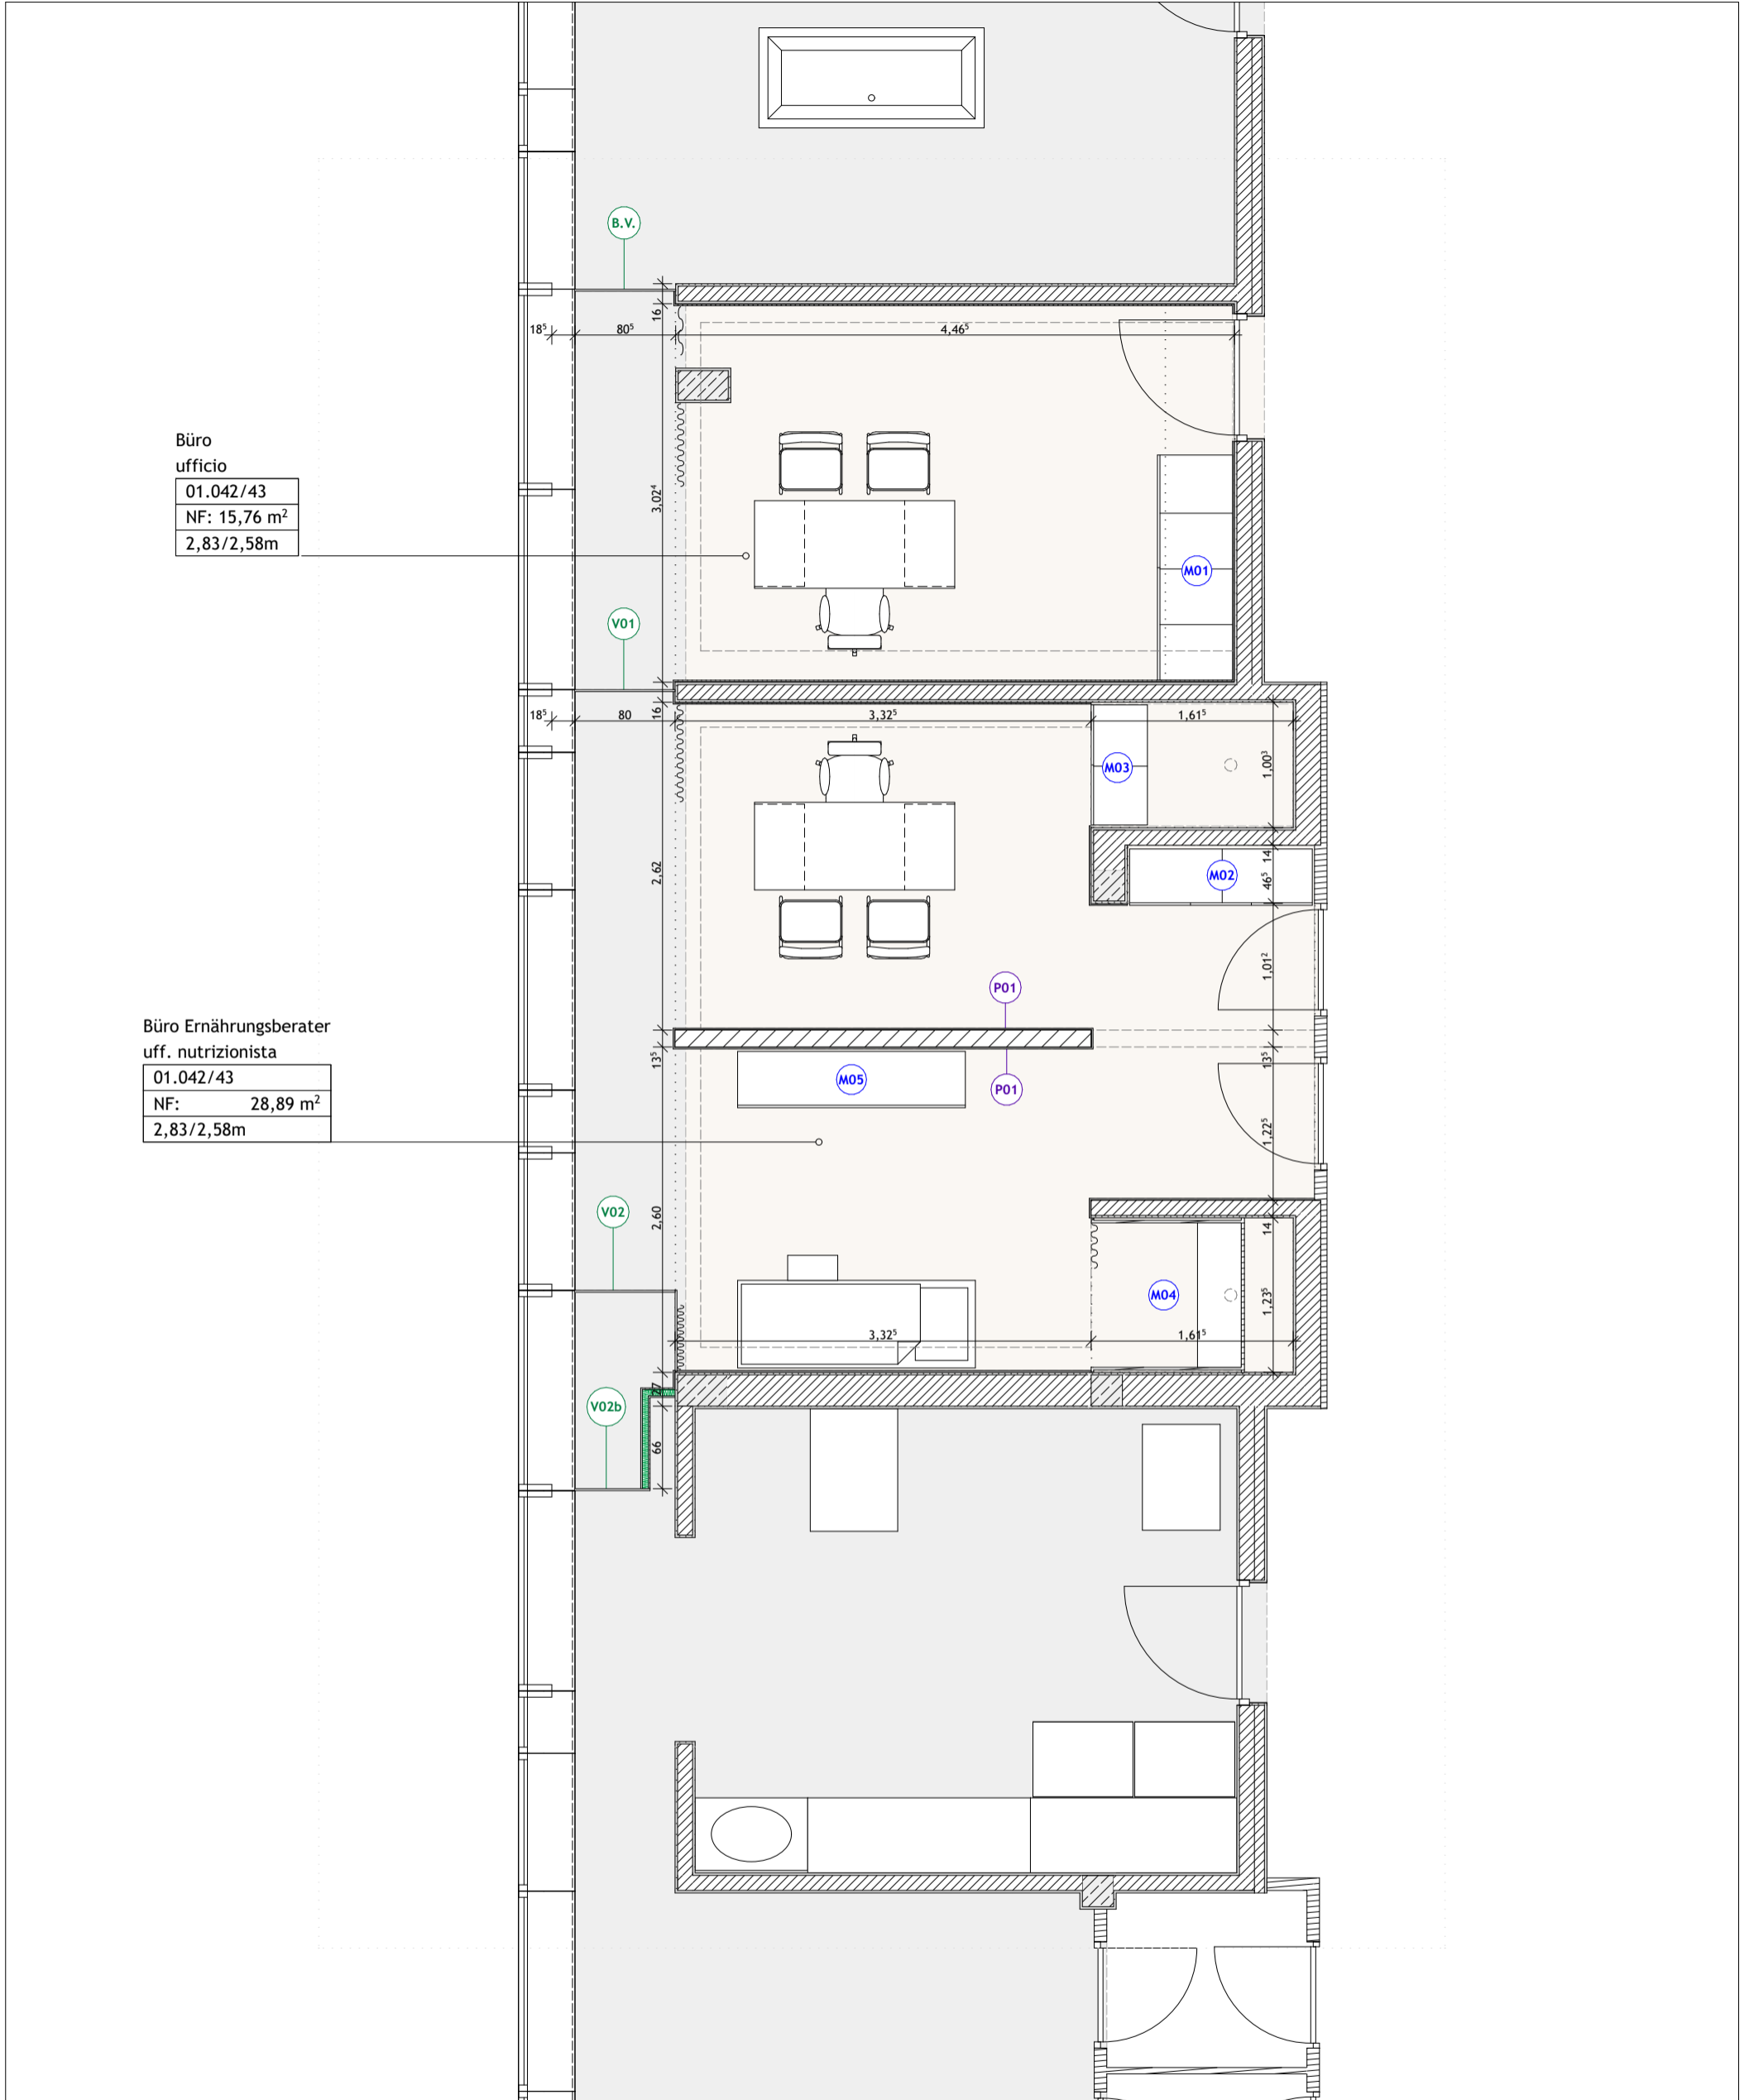 B.V.
16
18⁵ 80⁵ 4,46⁵
Büro
ufficio
01.042/43
NF: 15,76 m²
2,83/2,58m
3,02⁴
M01
V01
16
18⁵ 80 3,32⁵ 1,61⁵
M03
1,00³
14
2,62
M02
46⁵
1,01²
P01
Büro Ernährungsberater
uff. nutrizionista
01.042/43
NF: 28,89 m²
2,83/2,58m
13⁵
13⁵
M05
P01
1,22⁵
V02
2,60
14
M04
1,23⁵
3,32⁵ 1,61⁵
V02b
66